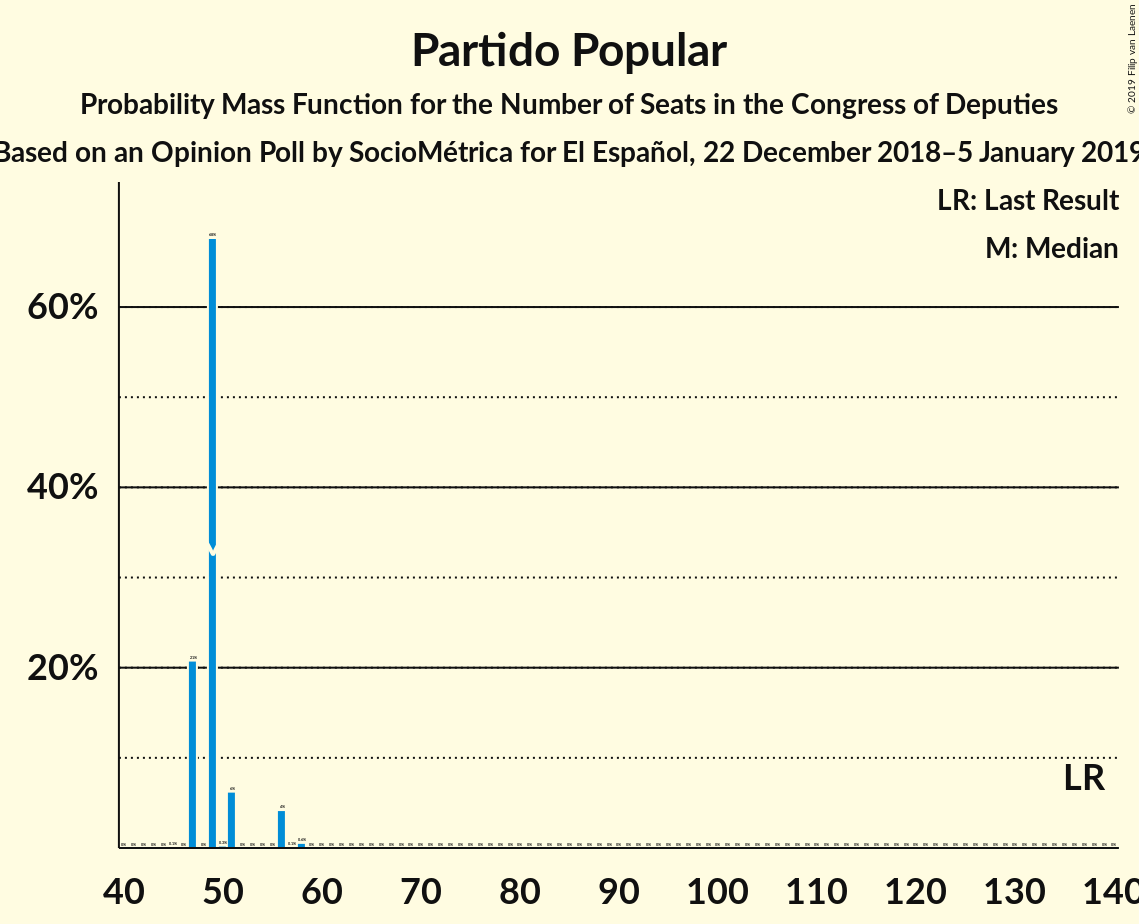 Partido Popular
Probability Mass Function for the Number of Seats in the Congress of Deputies
Based on an Opinion Poll by SocioMétrica for El Español, 22 December 2018–5 January 2019
© 2019 Filip van Laenen
LR: Last Result
M: Median
60%
40%
20%
LR
40 50 60 70 80 90 100 110 120 130 140